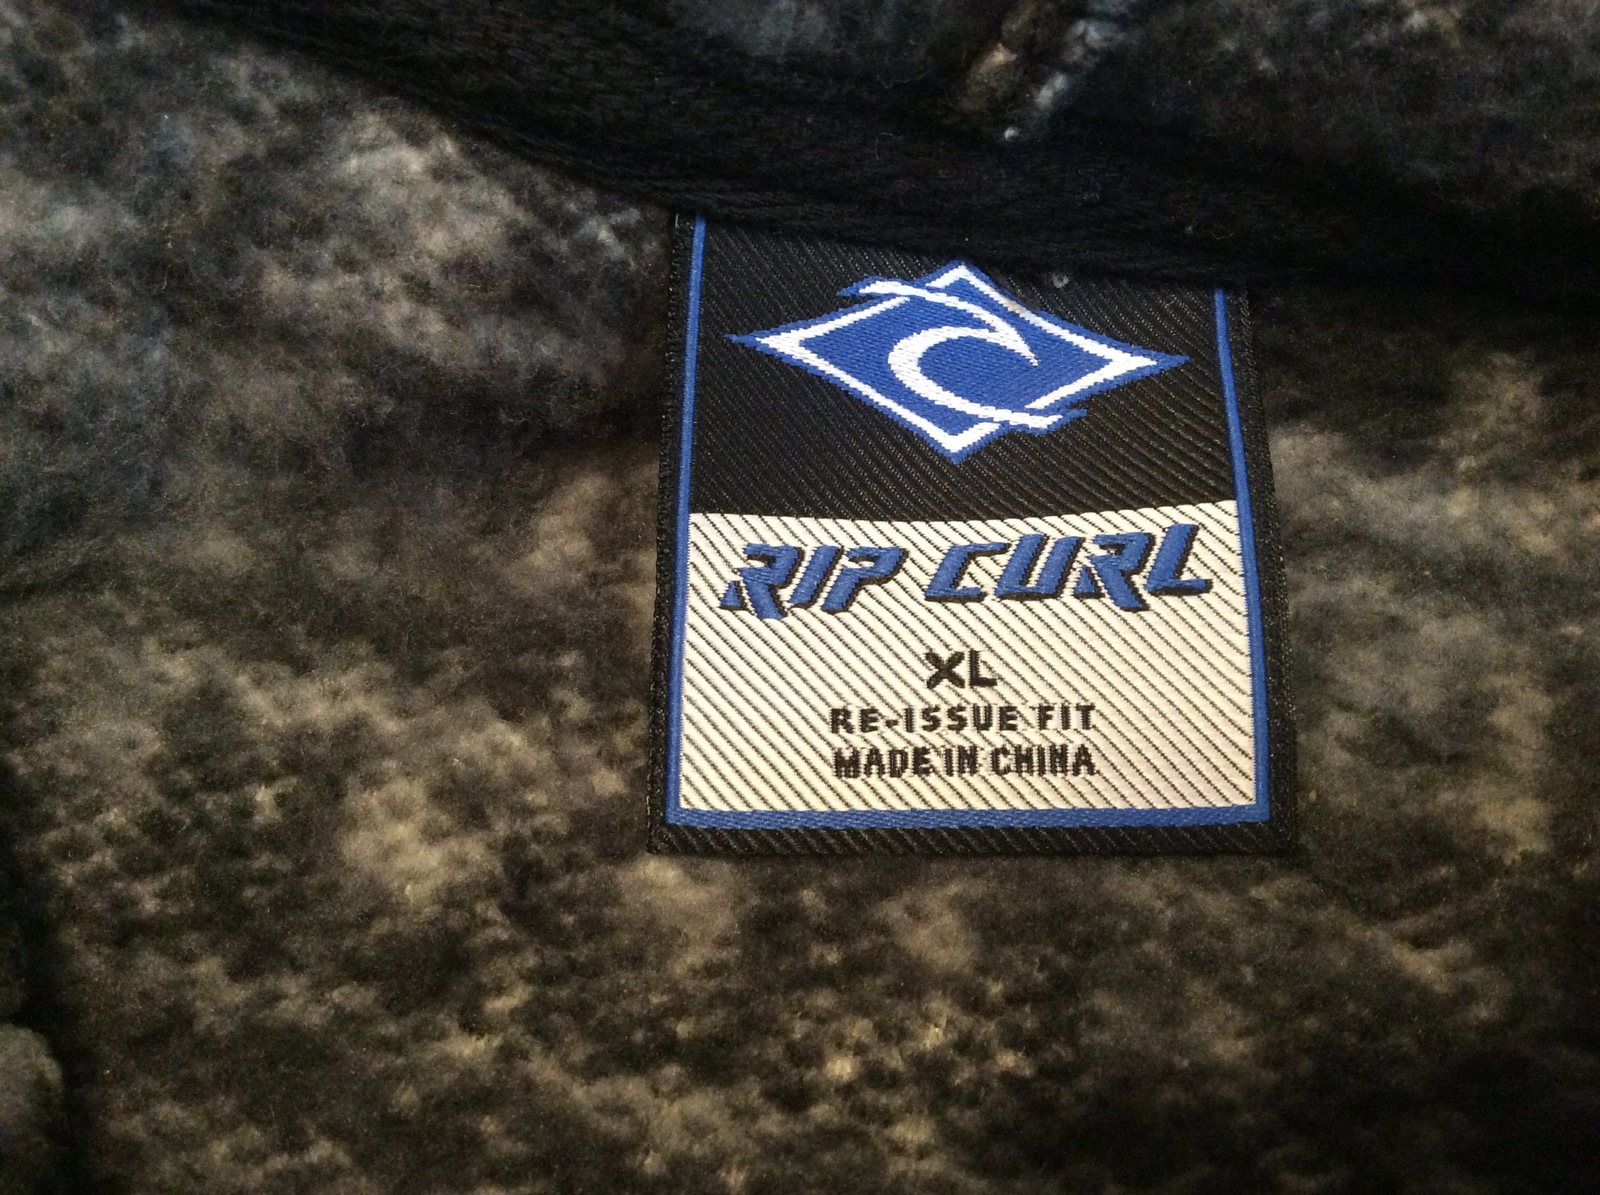 RIP CURL
XL
RE-ISSUE FIT
MADE IN CHINA